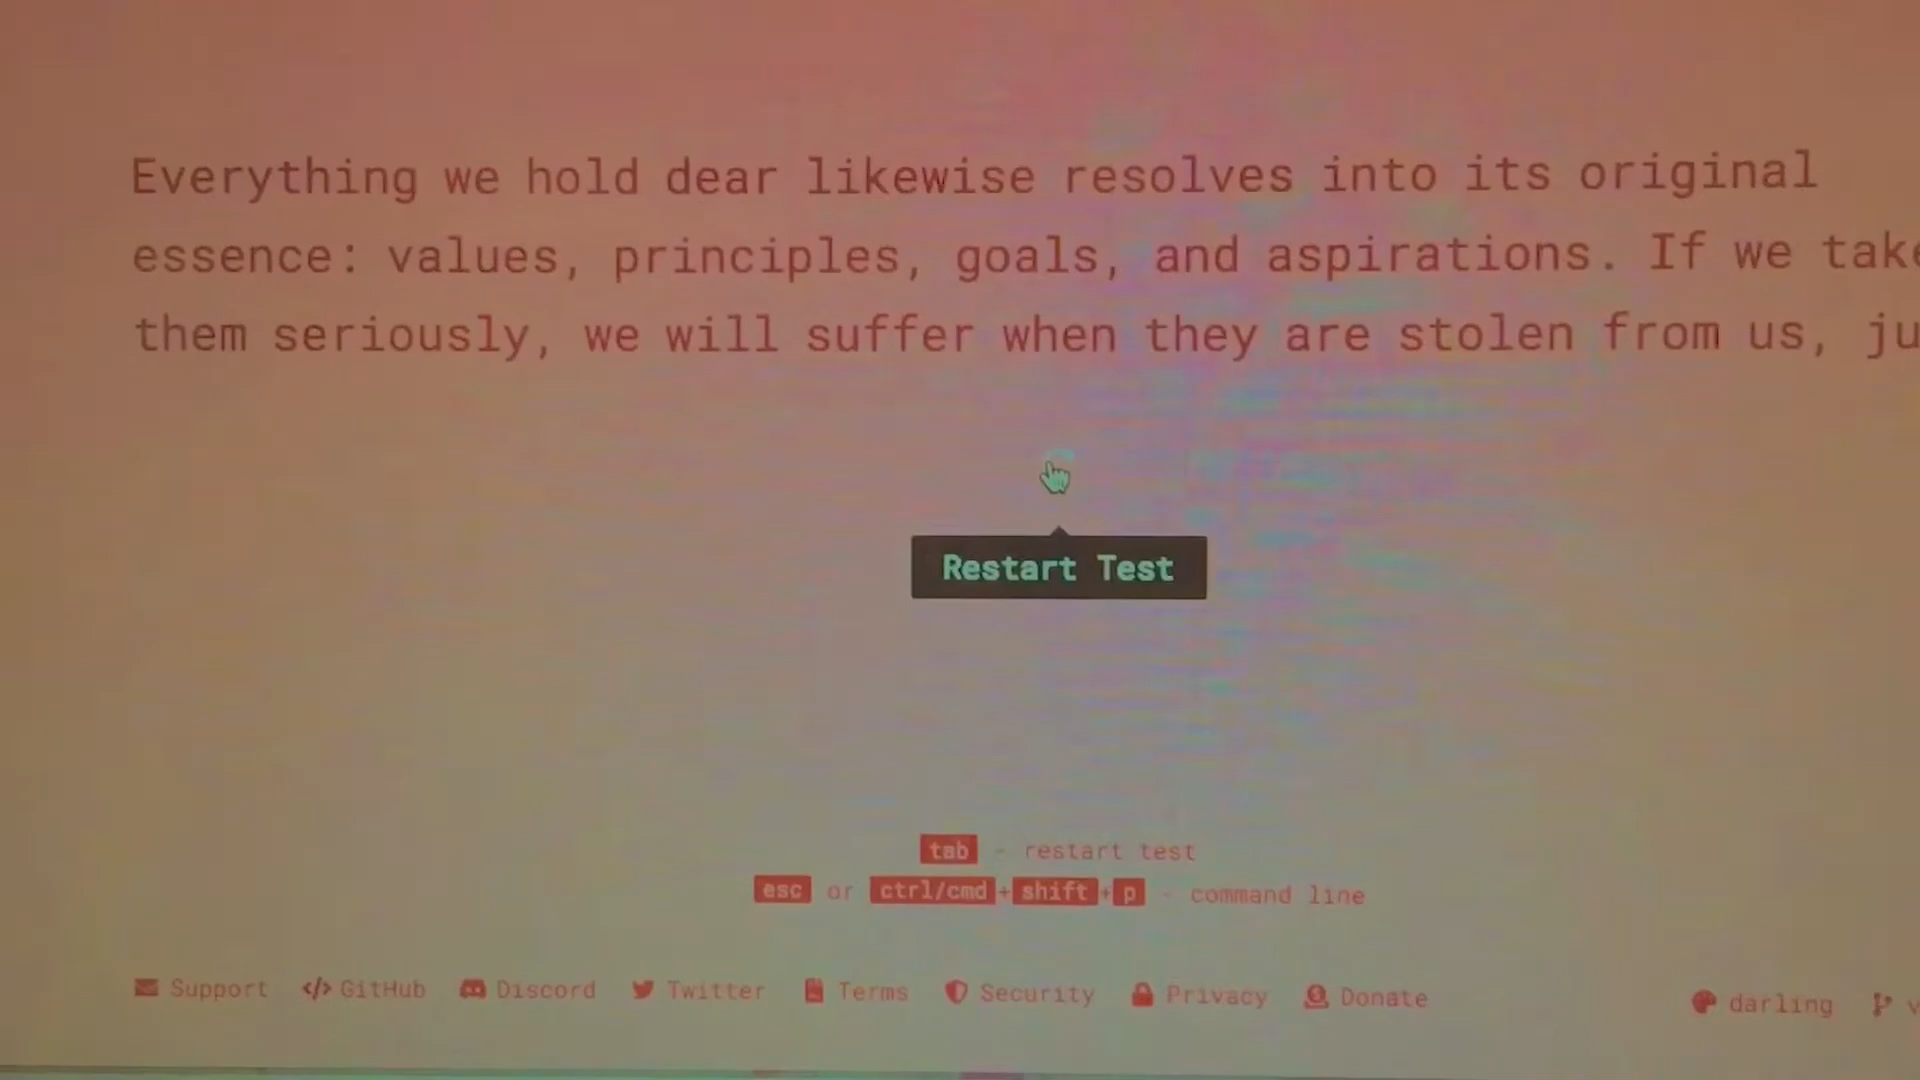 Everything we hold dear likewise resolves into its original
essence: values, principles, goals, and aspirations. If we take
them seriously, we will suffer when they are stolen from us,
Restart Test
tab - restart test
esc or ctrl/cmd+shift+p - command line
Support GitHub Discord Twitter Terms Security Privacy Donate darling